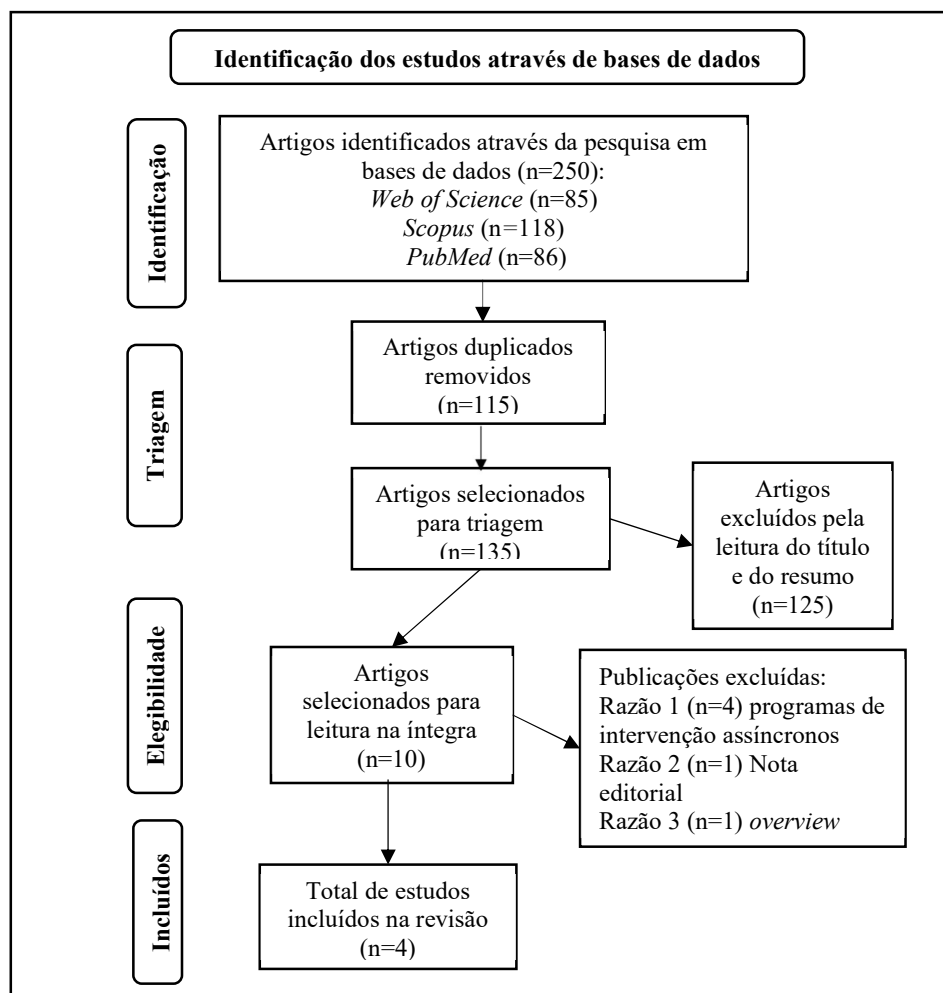 Identificação dos estudos através de bases de dados
Identificação
Artigos identificados através da pesquisa em
bases de dados (n=250):
Web of Science (n=85)
Scopus (n=118)
PubMed (n=86)
Triagem
Artigos duplicados
removidos
(n=115)
Artigos selecionados
para triagem
(n=135)
Artigos
excluídos pela
leitura do título
e do resumo
(n=125)
Elegibilidade
Artigos
selecionados para
leitura na íntegra
(n=10)
Publicações excluídas:
Razão 1 (n=4) programas de
intervenção assíncronos
Razão 2 (n=1) Nota
editorial
Razão 3 (n=1) overview
Incluídos
Total de estudos
incluídos na revisão
(n=4)